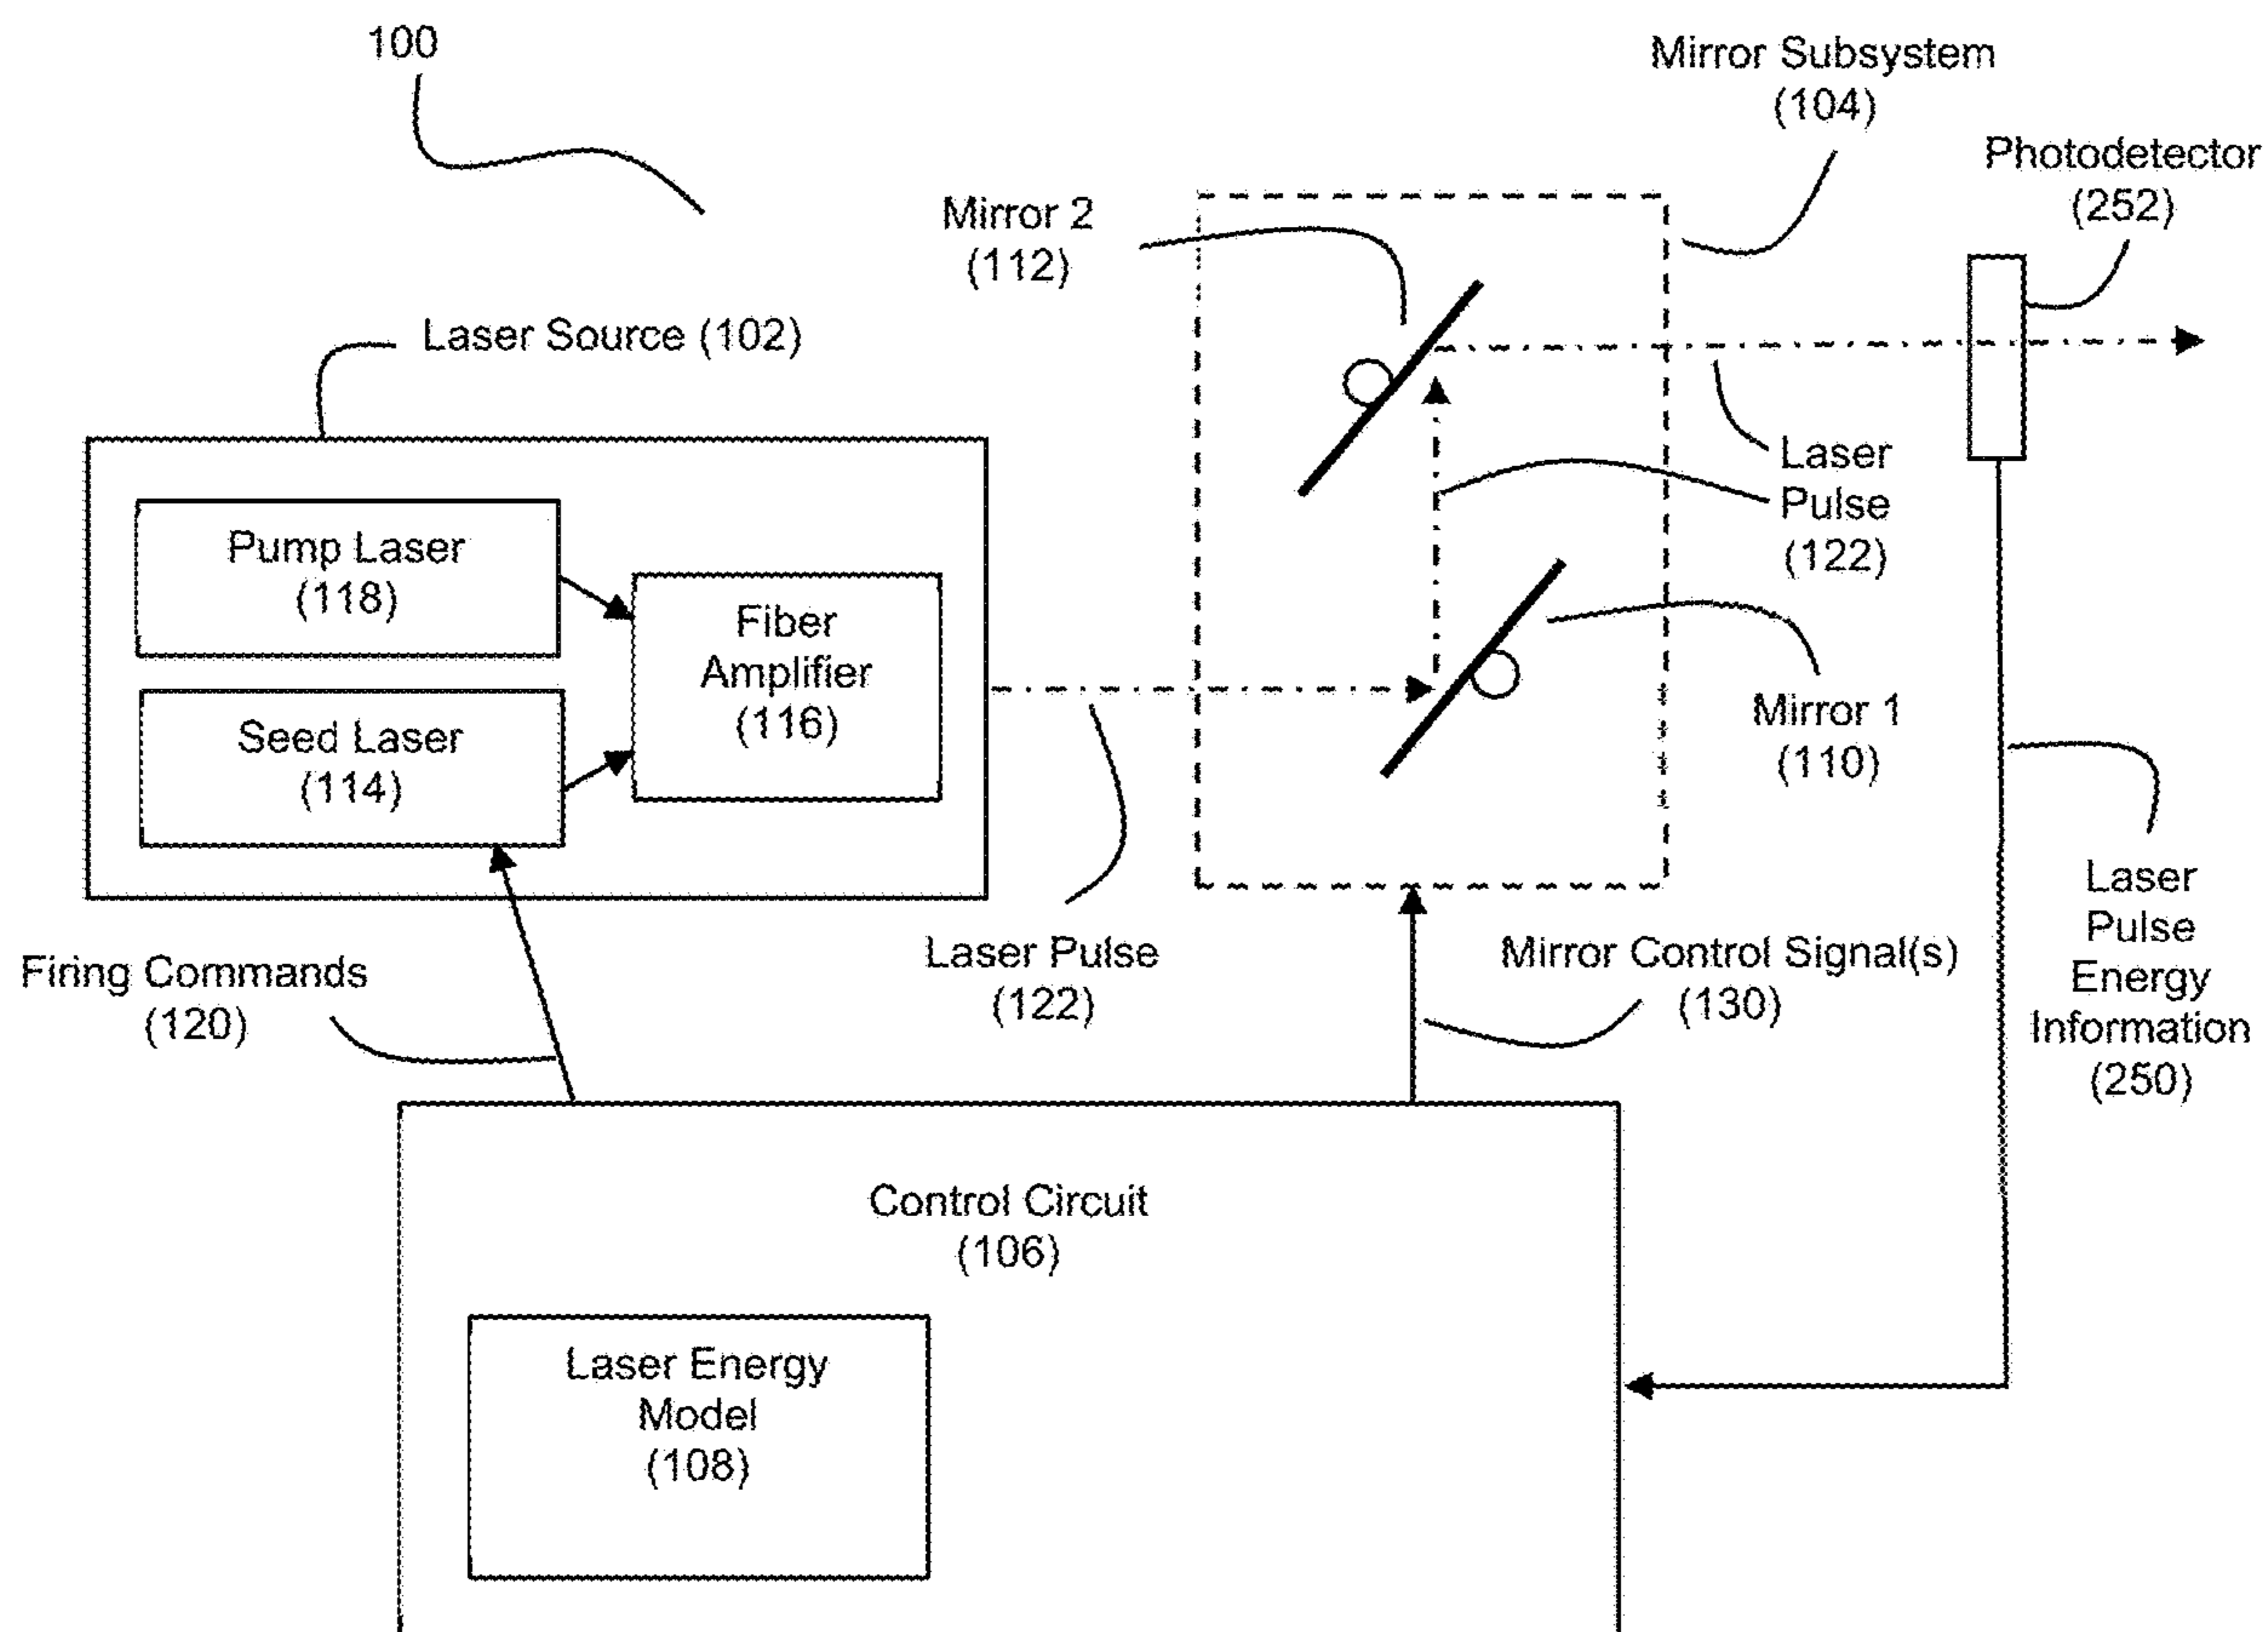 100
Mirror Subsystem
(104)
Photodetector
(252)
Mirror 2
(112)
Laser Source (102)
Laser
Pulse
(122)
Pump Laser
(118)
Fiber
Amplifier
(116)
Seed Laser
(114)
Mirror 1
(110)
Laser
Pulse
Energy
Information
(250)
Firing Commands
(120)
Laser Pulse
(122)
Mirror Control Signal(s)
(130)
Control Circuit
(106)
Laser Energy
Model
(108)